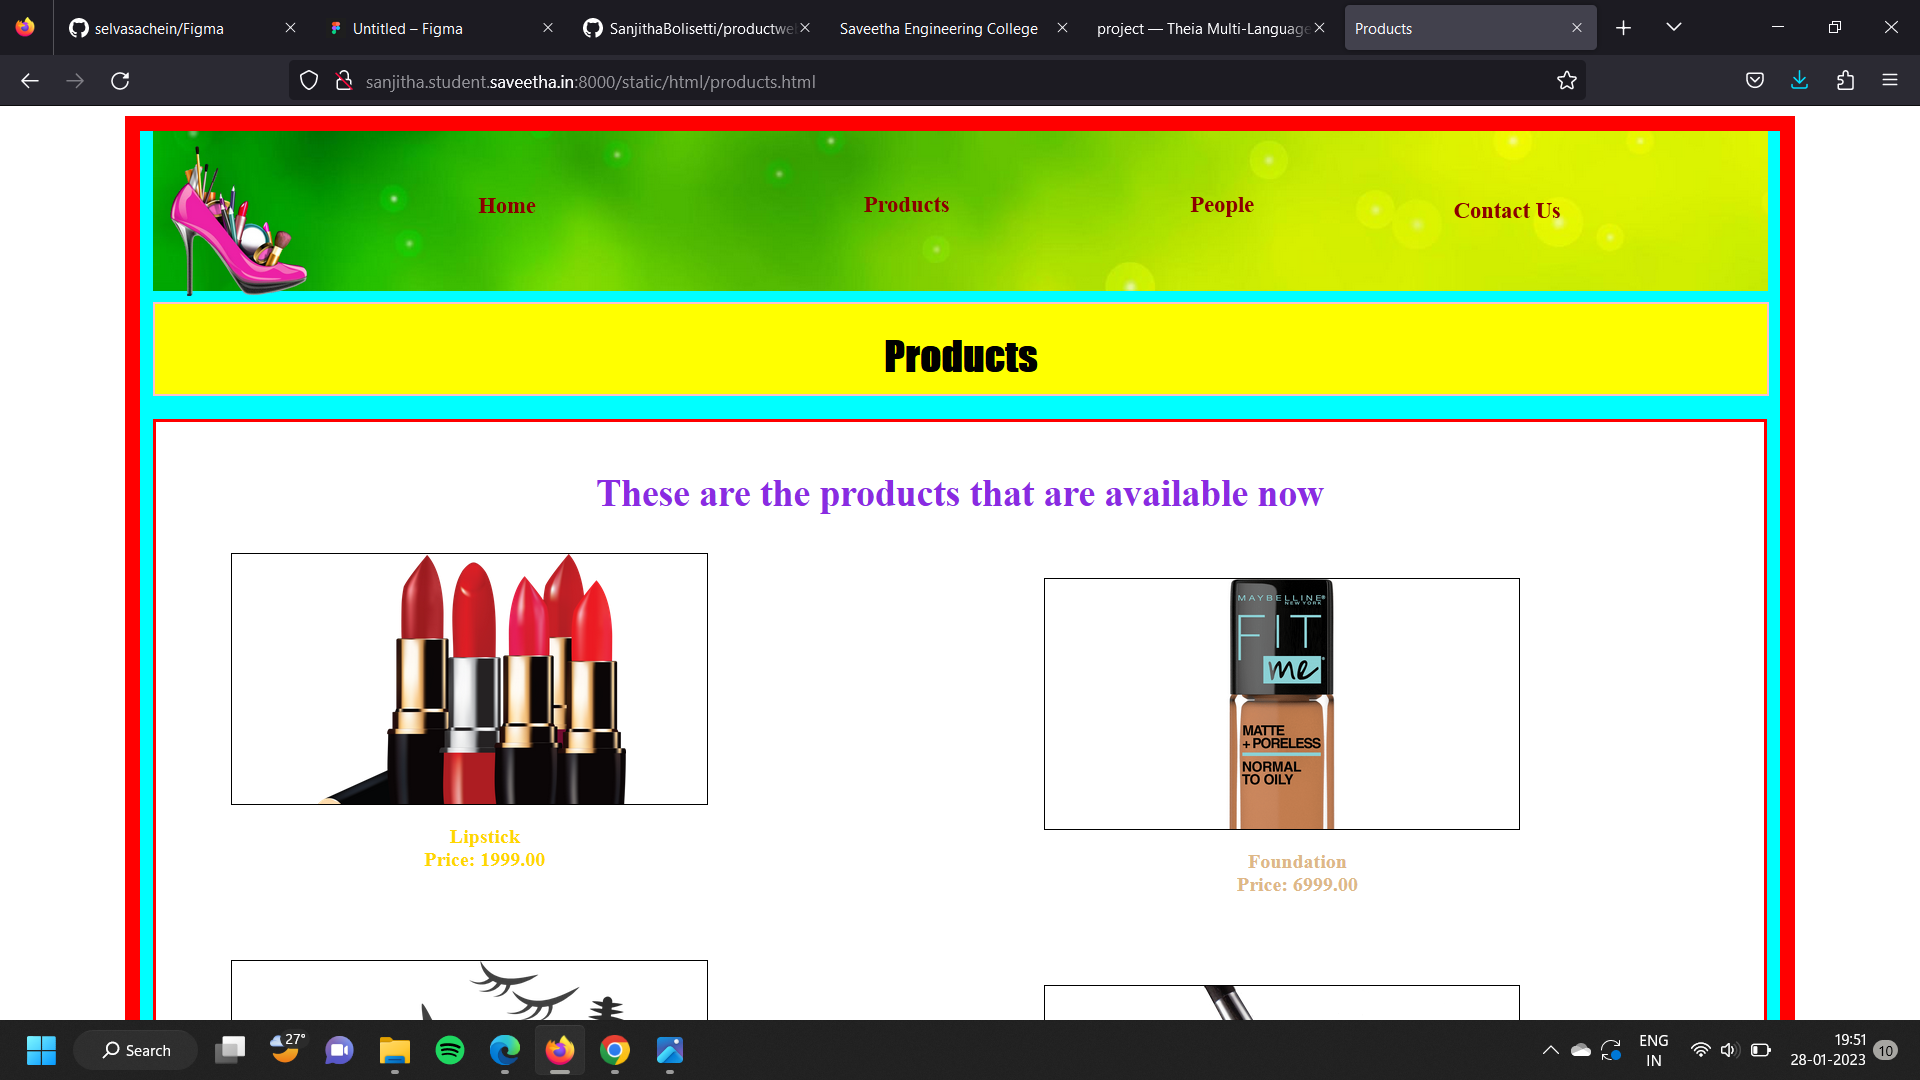 selvasachein/Figma
Untitled – Figma
SanjithaBolisetti/productwe
Saveetha Engineering College
project — Theia Multi-Language
Products
sanjitha.student.saveetha.in:8000/static/html/products.html
Home
Products
People
Contact Us
Products
These are the products that are available now
MAYBELLINE
NEW YORK
FIT
me
MATTE
+ PORELESS
NORMAL
TO OILY
Lipstick
Price: 1999.00
Foundation
Price: 6999.00
Search
27°
ENG
IN
19:51
28-01-2023
10